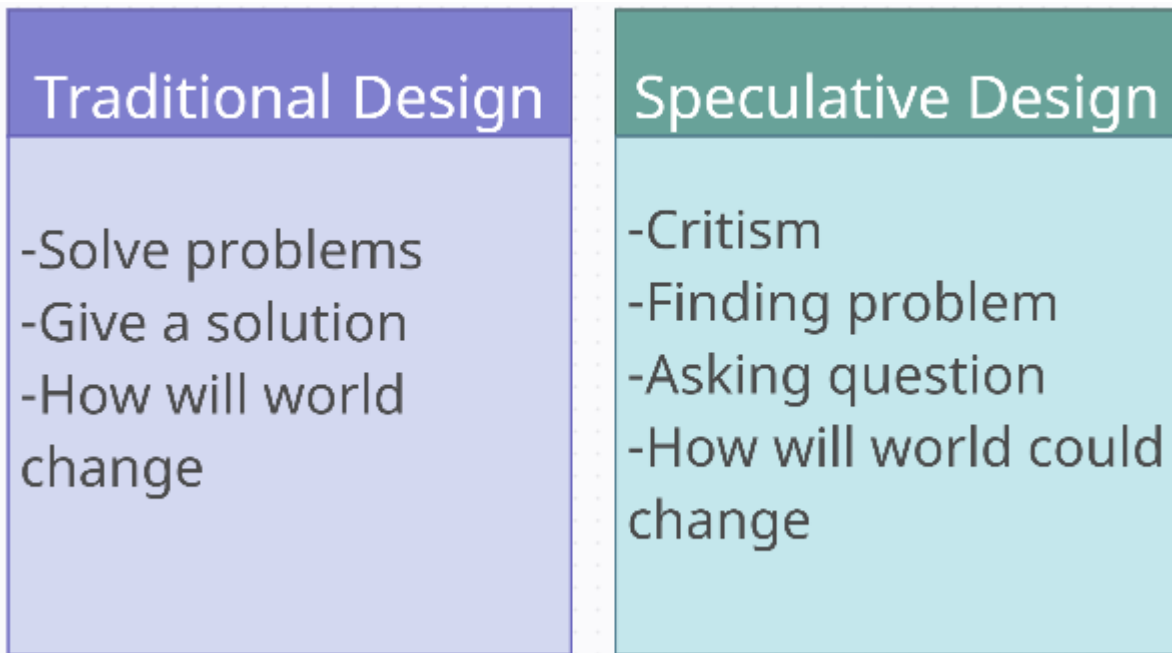 Traditional Design
-Solve problems
-Give a solution
-How will world
change
Speculative Design
-Critism
-Finding problem
-Asking question
-How will world could
change